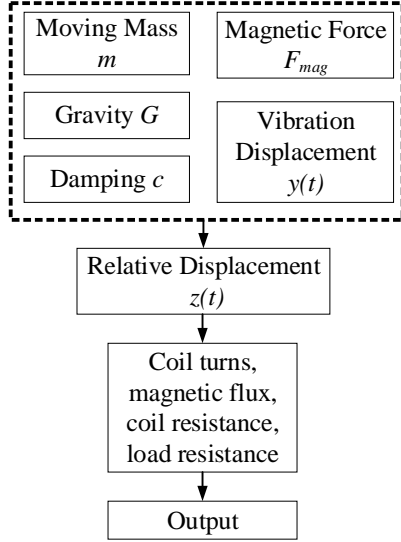 Moving Mass
m
Magnetic Force
F_mag
Gravity G
Vibration
Displacement
y(t)
Damping c
Relative Displacement
z(t)
Coil turns,
magnetic flux,
coil resistance,
load resistance
Output